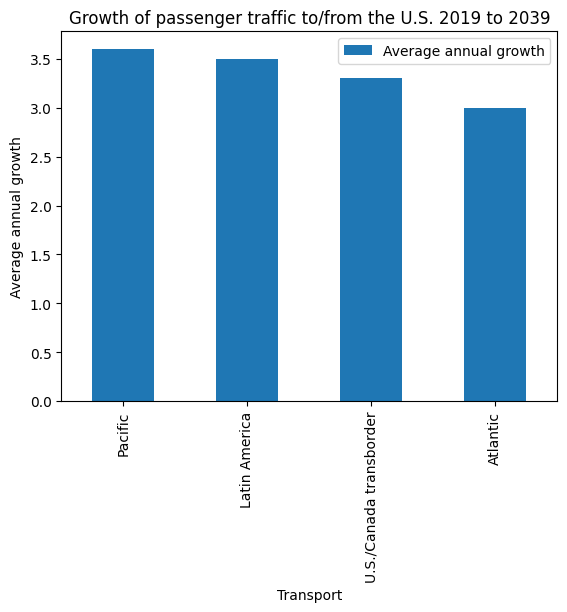 Growth of passenger traffic to/from the U.S. 2019 to 2039
Average annual growth
Average annual growth
3.5
3.0
2.5
2.0
1.5
1.0
0.5
0.0
Pacific
Latin America
U.S./Canada transborder
Atlantic
Transport